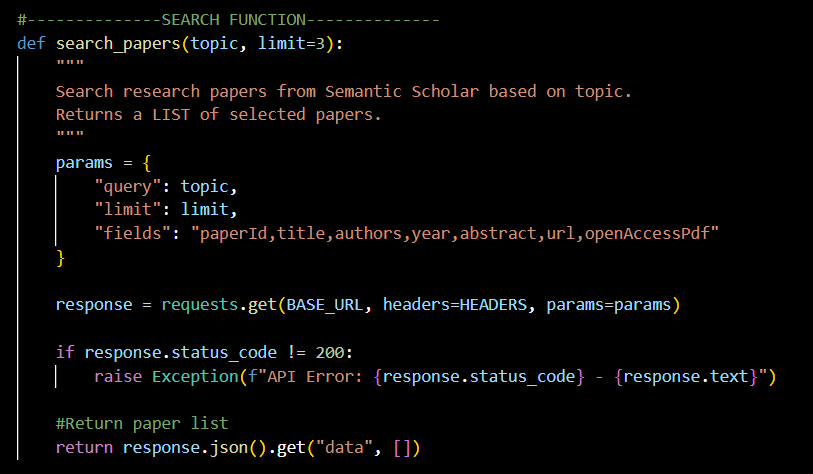 #--------------SEARCH FUNCTION--------------
def search_papers(topic, limit=3):
    """
    Search research papers from Semantic Scholar based on topic.
    Returns a LIST of selected papers.
    """
    params = {
        "query": topic,
        "limit": limit,
        "fields": "paperId,title,authors,year,abstract,url,openAccessPdf"
    }
    response = requests.get(BASE_URL, headers=HEADERS, params=params)
    if response.status_code != 200:
        raise Exception(f"API Error: {response.status_code} - {response.text}")
    #Return paper list
    return response.json().get("data", [])